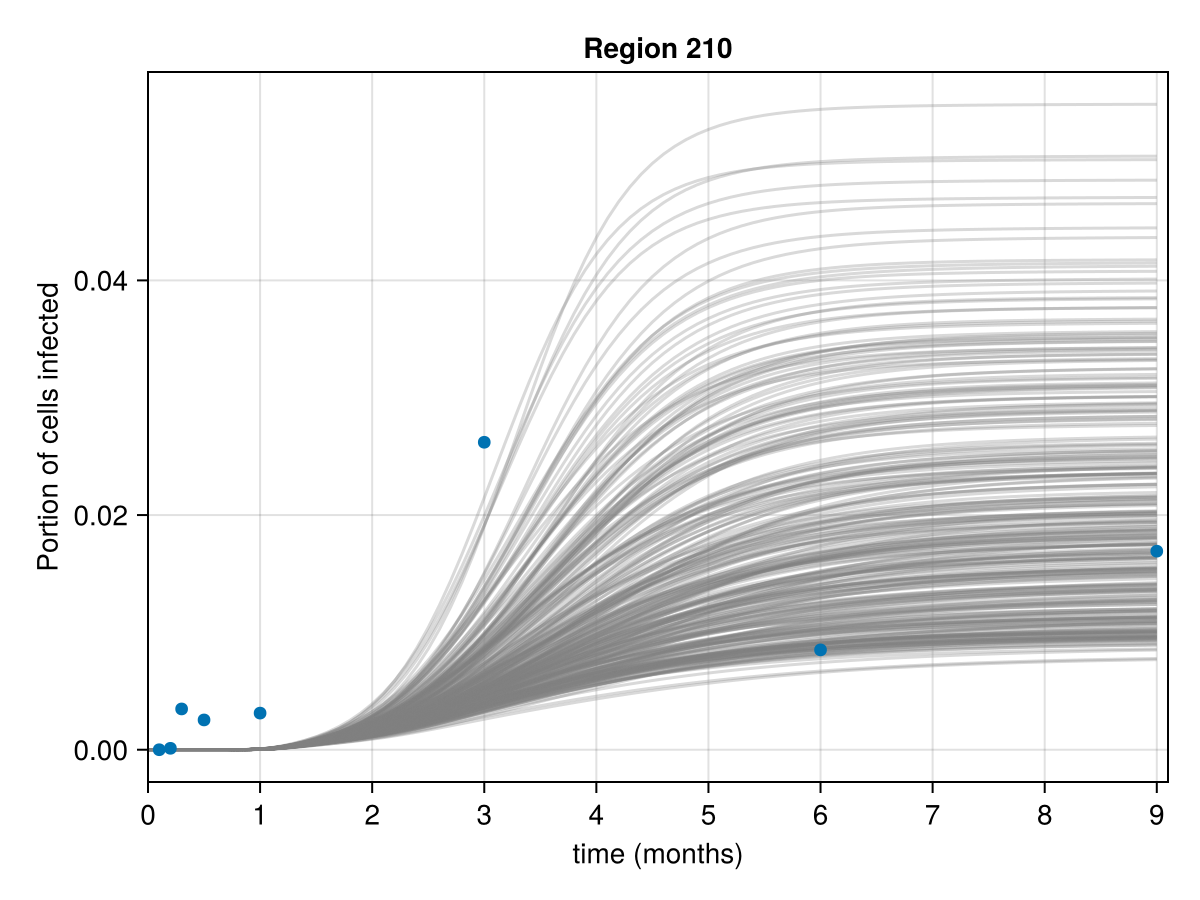 Region 210
Portion of cells infected
0.04
0.02
0.00
0 1 2 3 4 5 6 7 8 9
time (months)